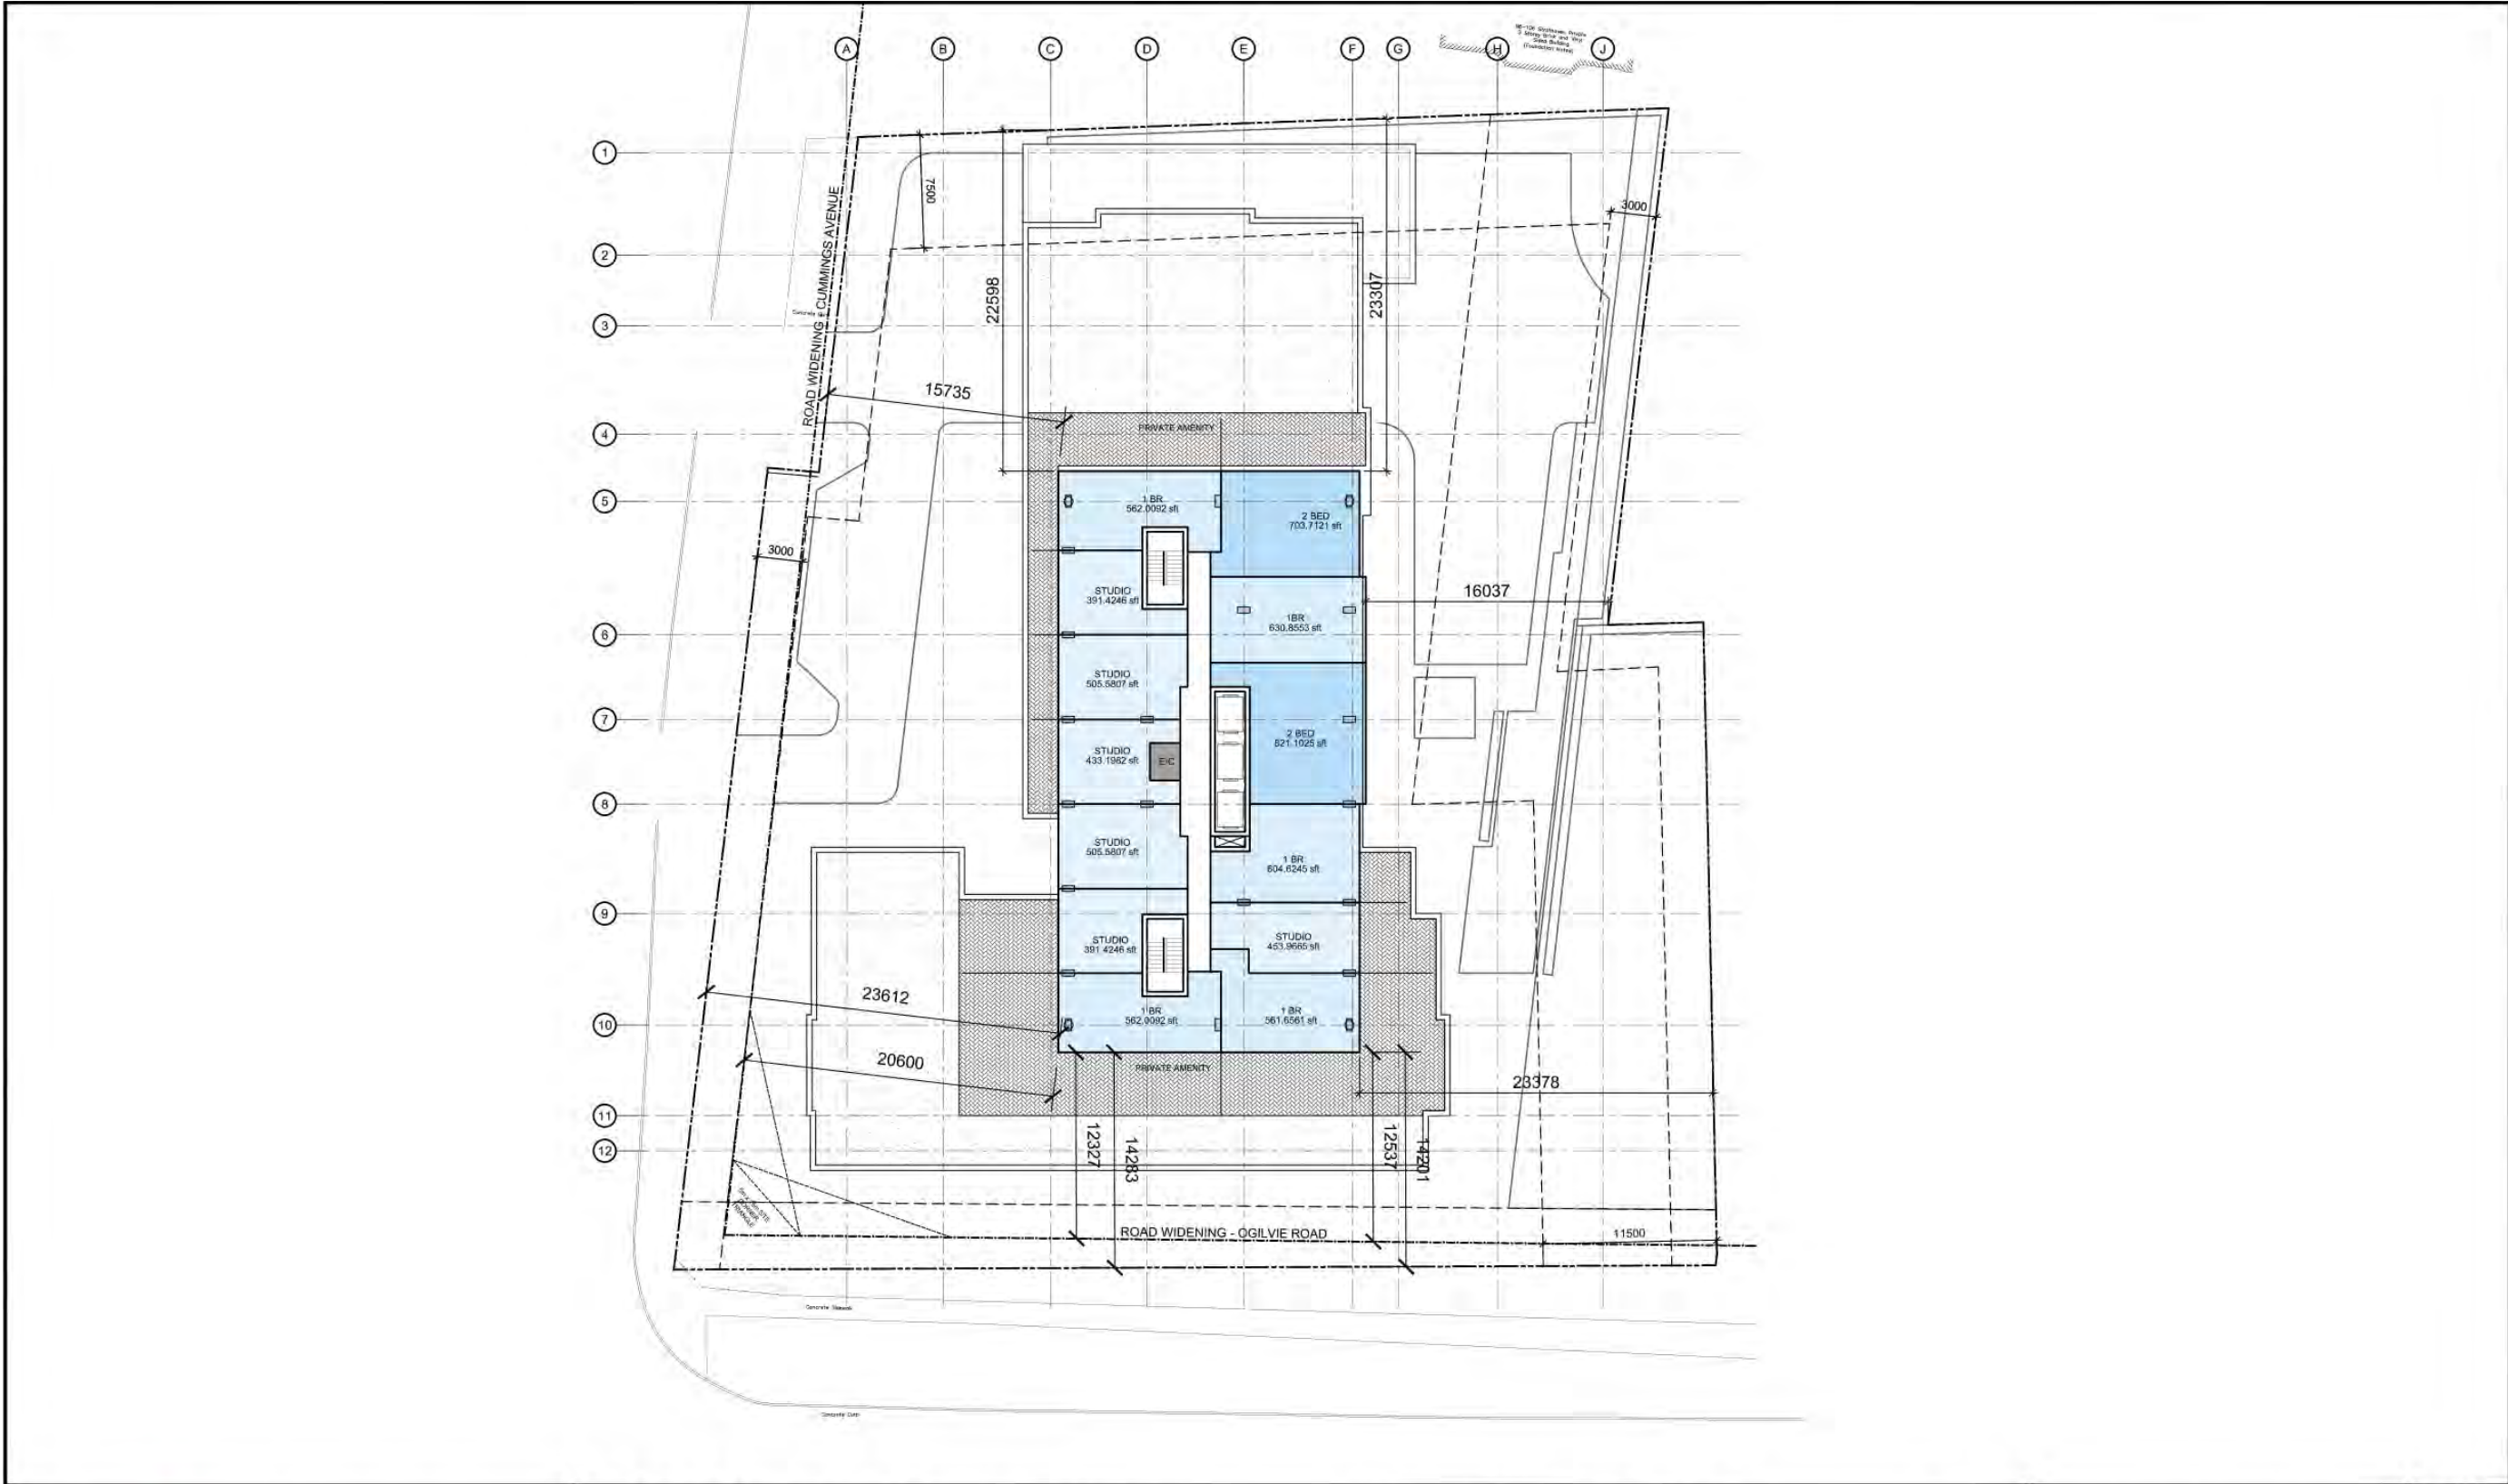 A
B
C
D
E
F
G
H
J
1
2
3
4
5
6
7
8
9
10
11
12
7500
3000
ROAD WIDENING - CUMMINGS AVENUE
22598
23307
15735
PRIVATE AMENITY
1 BR
562.0092 sft
2 BED
703.7121 sft
3000
STUDIO
391.4246 sft
1BR
630.8553 sft
16037
STUDIO
505.5807 sft
STUDIO
433.1962 sft
E/C
2 BED
821.1025 sft
STUDIO
505.5807 sft
1 BR
604.6245 sft
STUDIO
391.4246 sft
STUDIO
453.9665 sft
23612
1 BR
562.0092 sft
1 BR
561.6561 sft
20600
PRIVATE AMENITY
23378
12327
14283
12537
14201
TRIANGLE
ROAD WIDENING - OGILVIE ROAD
11500
Concrete Sidewalk
Concrete Curb